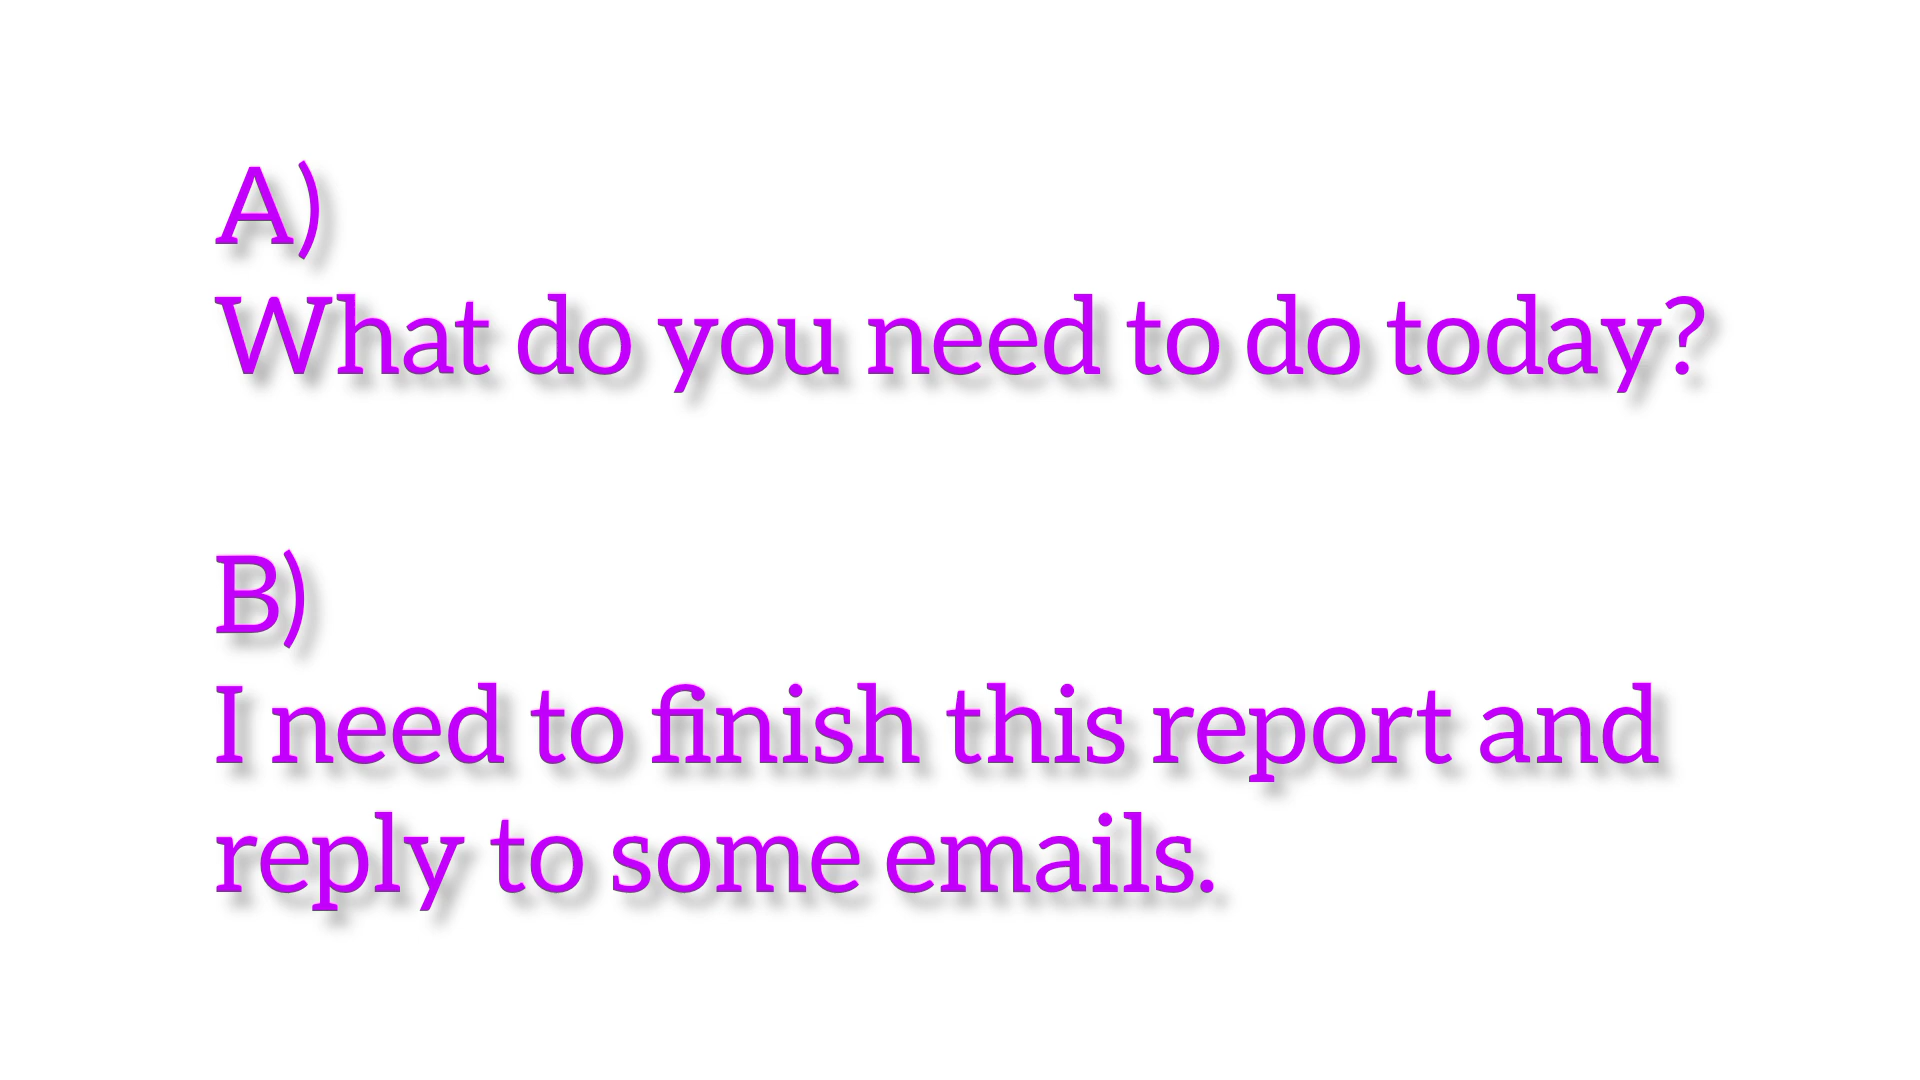 A)
What do you need to do today?
B)
I need to finish this report and
reply to some emails.